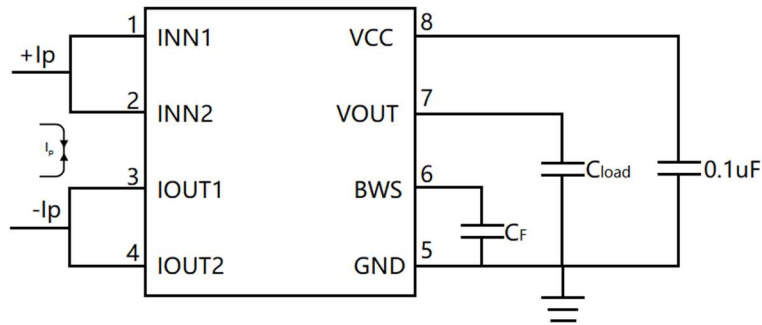 1 INN1 VCC 8
+Ip
2 INN2 VOUT 7
Ip
Cload 0.1uF
3 IOUT1 BWS 6
-Ip
CF
4 IOUT2 GND 5